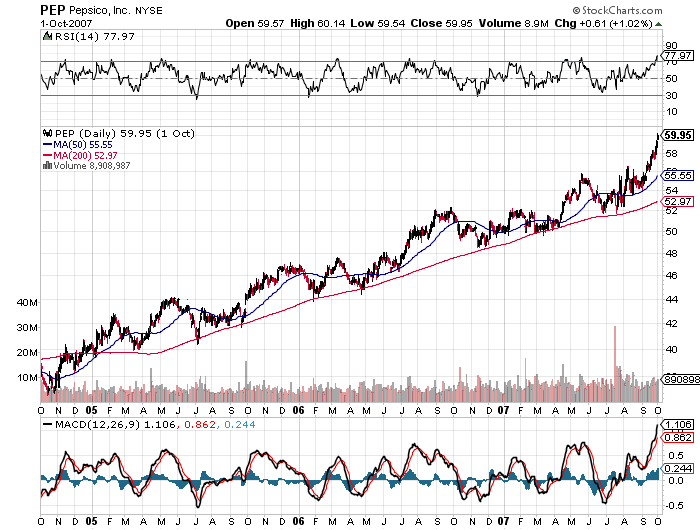 PEP Pepsico, Inc. NYSE © StockCharts.com
1-Oct-2007 Open 59.57 High 60.14 Low 59.54 Close 59.95 Volume 8.9M Chg +0.61 (+1.02%)
RSI(14) 77.97
90
77.97
70
50
30
10
PEP (Daily) 59.95 (1 Oct)
MA(50) 55.55
MA(200) 52.97
Volume 8,908,987
59.95
58
55.55
54
52.97
52
50
48
46
44
42
40
40M
30M
20M
10M
8908987
O N D 05 F M A M J J A S O N D 06 F M A M J J A S O N D 07 F M A M J J A S O
MACD(12,26,9) 1.106, 0.862, 0.244
1.106
0.862
0.5
0.244
0.0
-0.5
O N D 05 F M A M J J A S O N D 06 F M A M J J A S O N D 07 F M A M J J A S O